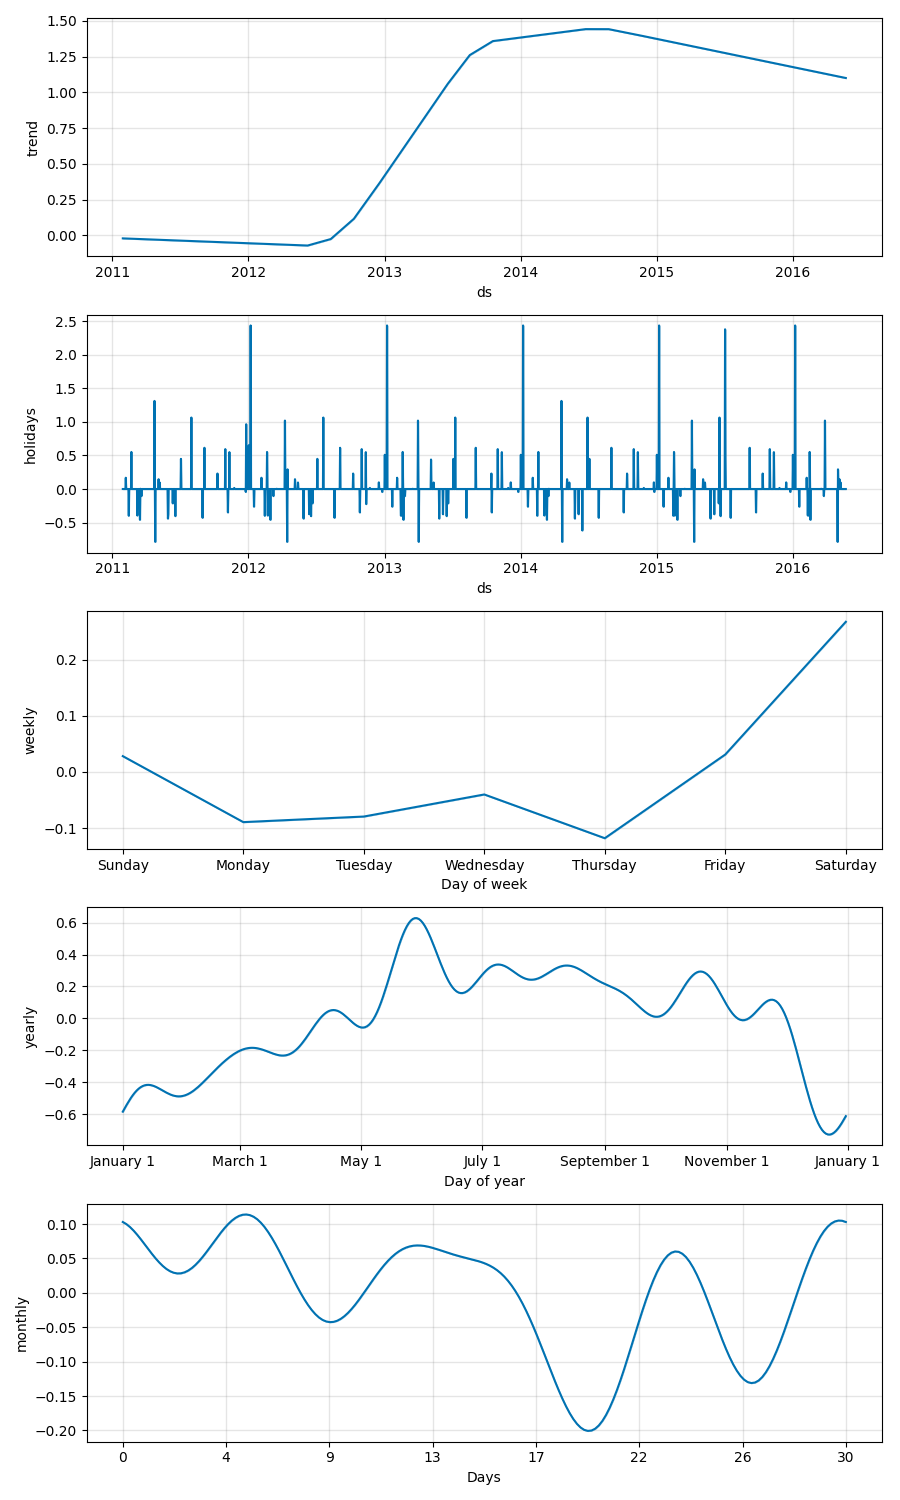 1.50
1.25
1.00
0.75
0.50
0.25
0.00
trend
2011 2012 2013 2014 2015 2016
ds
2.5
2.0
1.5
1.0
0.5
0.0
−0.5
holidays
2011 2012 2013 2014 2015 2016
ds
0.2
0.1
0.0
−0.1
weekly
Sunday Monday Tuesday Wednesday Thursday Friday Saturday
Day of week
0.6
0.4
0.2
0.0
−0.2
−0.4
−0.6
yearly
January 1 March 1 May 1 July 1 September 1 November 1 January 1
Day of year
0.10
0.05
0.00
−0.05
−0.10
−0.15
−0.20
monthly
0 4 9 13 17 22 26 30
Days